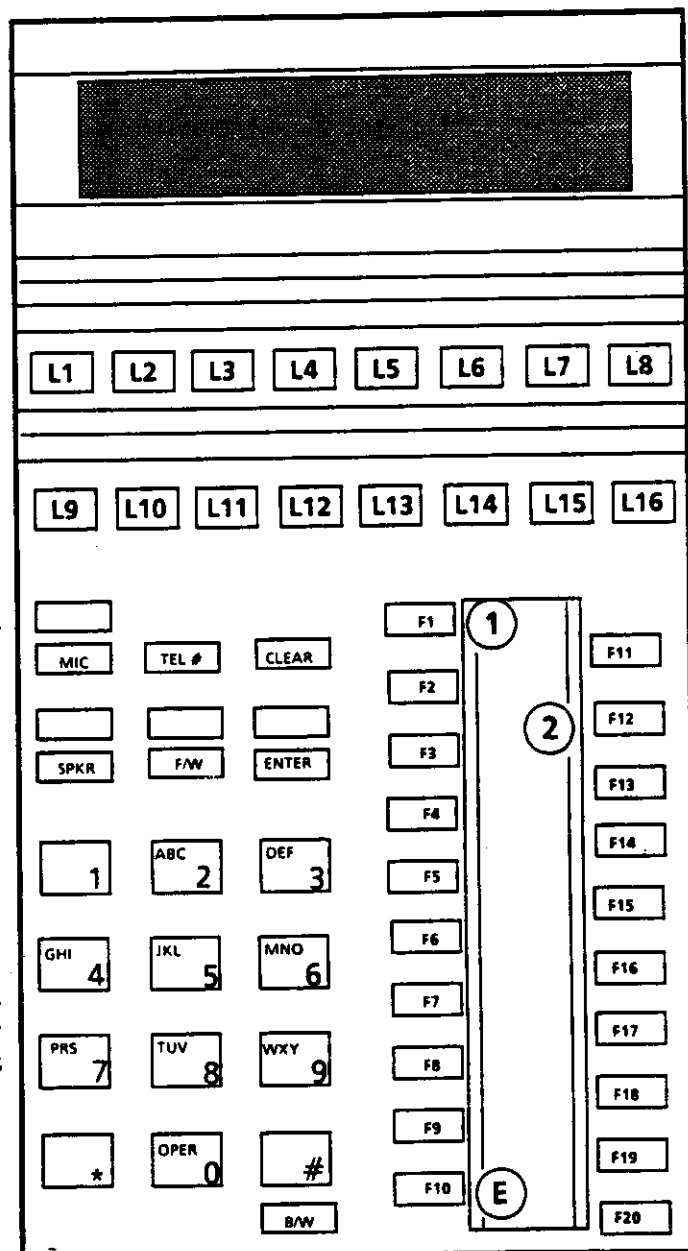 L1 L2 L3 L4 L5 L6 L7 L8
L9 L10 L11 L12 L13 L14 L15 L16
MIC TEL # CLEAR
SPKR F/W ENTER
1 ABC 2 DEF 3
GHI 4 JKL 5 MNO 6
PRS 7 TUV 8 WXY 9
* OPER 0 #
B/W
F1 1 F11
F2 2 F12
F3 F13
F4 F14
F5 F15
F6 F16
F7 F17
F8 F18
F9 F19
F10 E F20